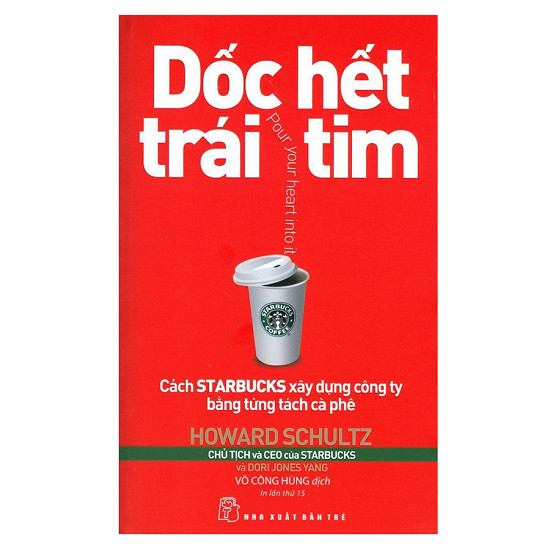 Dốc hết
trái tim
Pour your heart into it
STARBUCKS
COFFEE
Cách STARBUCKS xây dựng công ty
bằng từng tách cà phê
HOWARD SCHULTZ
CHỦ TỊCH và CEO của STARBUCKS
và DORI JONES YANG
VÕ CÔNG HÙNG dịch
In lần thứ 15
NHÀ XUẤT BẢN TRẺ